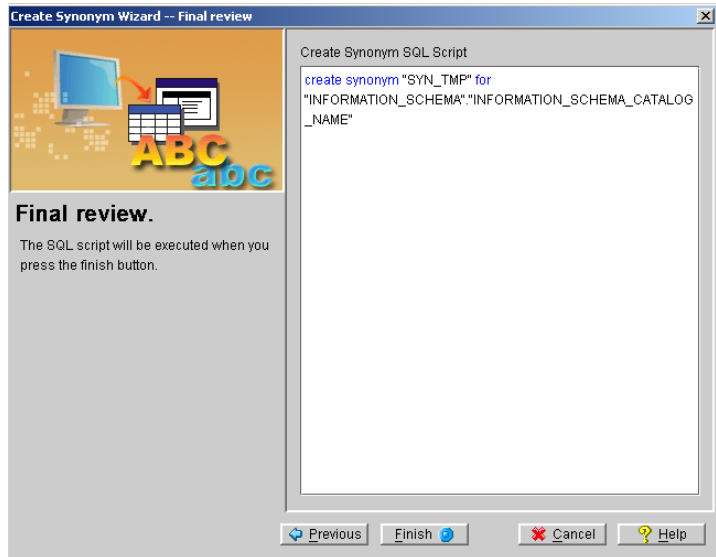 Create Synonym Wizard -- Final review
ABC
abc
Final review.
The SQL script will be executed when you
press the finish button.
Create Synonym SQL Script
create synonym "SYN_TMP" for
"INFORMATION_SCHEMA"."INFORMATION_SCHEMA_CATALOG
_NAME"
Previous
Finish
Cancel
Help